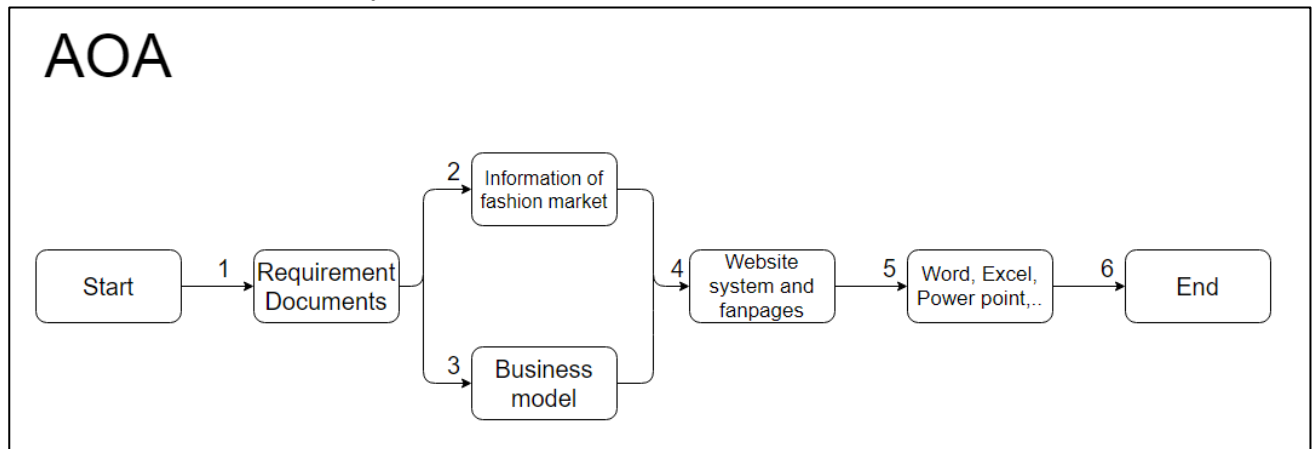 AOA
Start
1
Requirement
Documents
2
Information of
fashion market
3
Business
model
4
Website
system and
fanpages
5
Word, Excel,
Power point,..
6
End